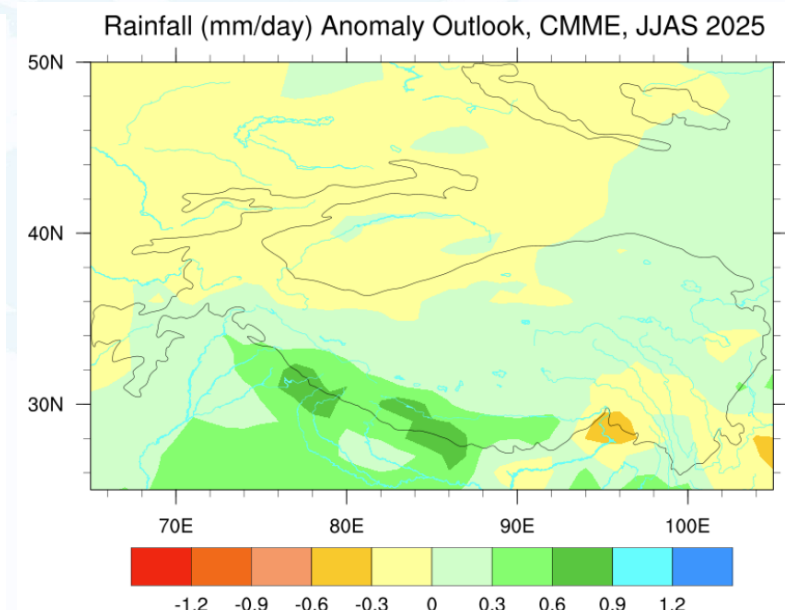 Rainfall (mm/day) Anomaly Outlook, CMME, JJAS 2025
50N
40N
30N
70E 80E 90E 100E
-1.2 -0.9 -0.6 -0.3 0 0.3 0.6 0.9 1.2